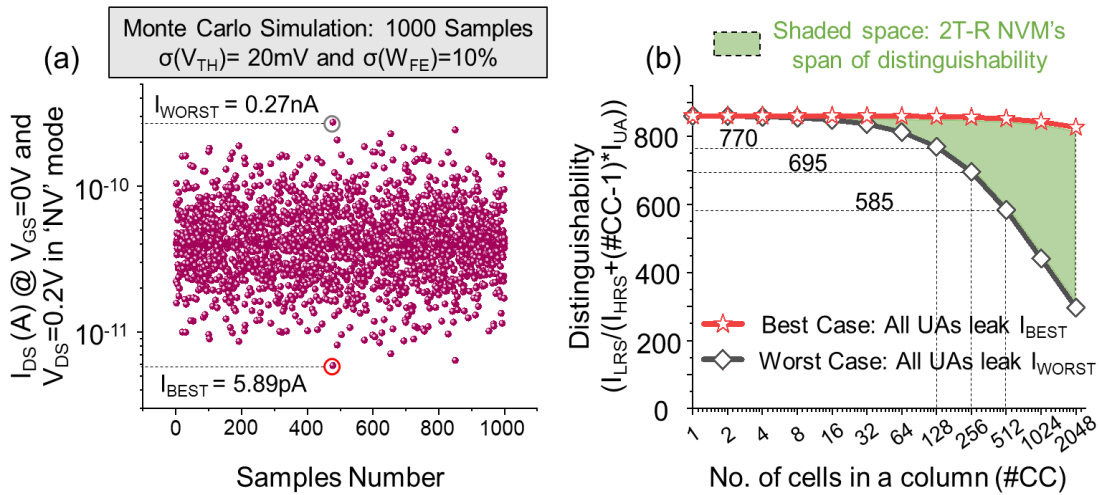 Monte Carlo Simulation: 1000 Samples
σ(V_TH)= 20mV and σ(W_FE)=10%
(a)
I_WORST = 0.27nA
I_BEST = 5.89pA
I_DS (A) @ V_GS=0V and
V_DS=0.2V in ‘NV’ mode
10^-10
10^-11
0
200
400
600
800
1000
Samples Number
Shaded space: 2T-R NVM’s
span of distinguishability
(b)
Distinguishability
(I_LRS/(I_HRS+(#CC-1)*I_UA))
800
600
400
200
0
770
695
585
Best Case: All UAs leak I_BEST
Worst Case: All UAs leak I_WORST
1
2
4
8
16
32
64
128
256
512
1024
2048
No. of cells in a column (#CC)